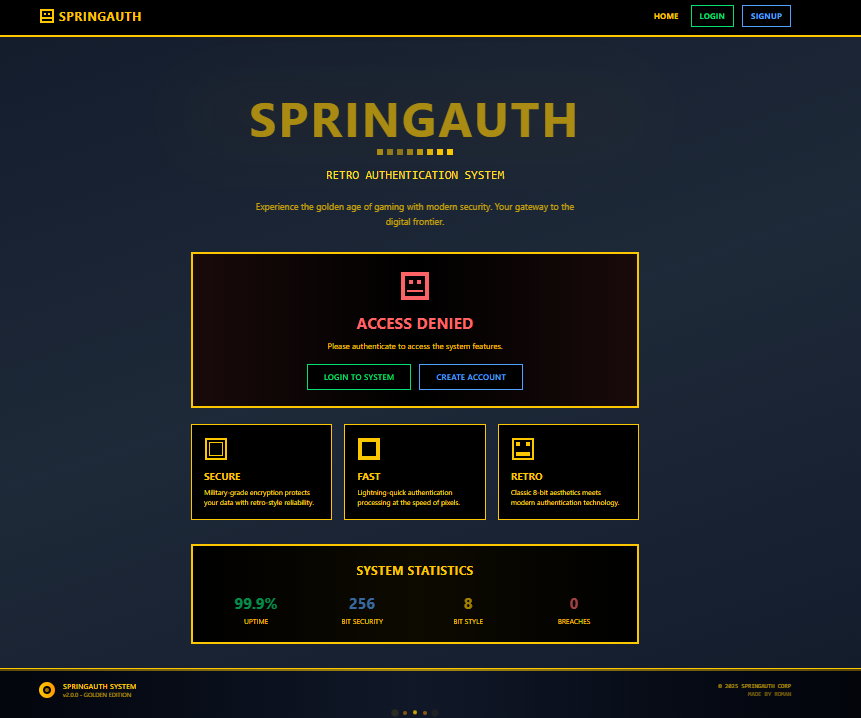 SPRINGAUTH
HOME LOGIN SIGNUP
SPRINGAUTH
RETRO AUTHENTICATION SYSTEM
Experience the golden age of gaming with modern security. Your gateway to the
digital frontier.
ACCESS DENIED
Please authenticate to access the system features.
LOGIN TO SYSTEM CREATE ACCOUNT
SECURE
Military-grade encryption protects
your data with retro-style reliability.
FAST
Lightning-quick authentication
processing at the speed of pixels.
RETRO
Classic 8-bit aesthetics meets
modern authentication technology.
SYSTEM STATISTICS
99.9% 256 8 0
UPTIME BIT SECURITY BIT STYLE BREACHES
SPRINGAUTH SYSTEM
v2.0.0 - GOLDEN EDITION
© 2025 SPRINGAUTH CORP
MADE BY ROMAN